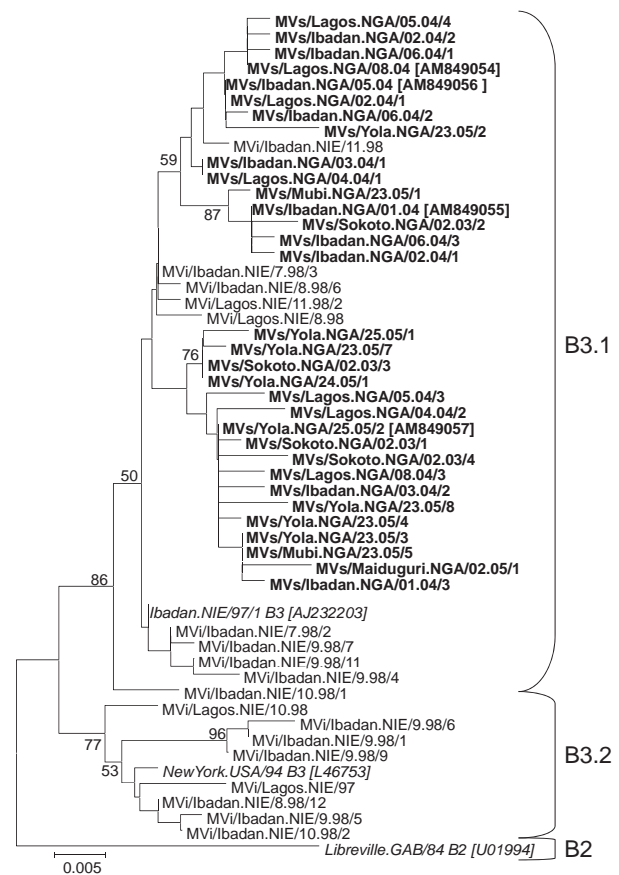 MVs/Lagos.NGA/05.04/4
MVs/Ibadan.NGA/02.04/2
MVs/Ibadan.NGA/06.04/1
MVs/Lagos.NGA/08.04 [AM849054]
MVs/Ibadan.NGA/05.04 [AM849056 ]
MVs/Lagos.NGA/02.04/1
MVs/Ibadan.NGA/06.04/2
MVs/Yola.NGA/23.05/2
MVi/Ibadan.NIE/11.98
59
MVs/Ibadan.NGA/03.04/1
MVs/Lagos.NGA/04.04/1
MVs/Mubi.NGA/23.05/1
87
MVs/Ibadan.NGA/01.04 [AM849055]
MVs/Sokoto.NGA/02.03/2
MVs/Ibadan.NGA/06.04/3
MVs/Ibadan.NGA/02.04/1
MVi/Ibadan.NIE/7.98/3
MVi/Ibadan.NIE/8.98/6
MVi/Lagos.NIE/11.98/2
MVi/Lagos.NIE/8.98
MVs/Yola.NGA/25.05/1
B3.1
76
MVs/Yola.NGA/23.05/7
MVs/Sokoto.NGA/02.03/3
MVs/Yola.NGA/24.05/1
MVs/Lagos.NGA/05.04/3
MVs/Lagos.NGA/04.04/2
MVs/Yola.NGA/25.05/2 [AM849057]
MVs/Sokoto.NGA/02.03/1
MVs/Sokoto.NGA/02.03/4
MVs/Lagos.NGA/08.04/3
50
MVs/Ibadan.NGA/03.04/2
MVs/Yola.NGA/23.05/8
MVs/Yola.NGA/23.05/4
MVs/Yola.NGA/23.05/3
MVs/Mubi.NGA/23.05/5
MVs/Maiduguri.NGA/02.05/1
86
MVs/Ibadan.NGA/01.04/3
Ibadan.NIE/97/1 B3 [AJ232203]
MVi/Ibadan.NIE/7.98/2
MVi/Ibadan.NIE/9.98/7
MVi/Ibadan.NIE/9.98/11
MVi/Ibadan.NIE/9.98/4
MVi/Ibadan.NIE/10.98/1
MVi/Lagos.NIE/10.98
MVi/Ibadan.NIE/9.98/6
96
77
MVi/Ibadan.NIE/9.98/1
MVi/Ibadan.NIE/9.98/9
B3.2
53
NewYork.USA/94 B3 [L46753]
MVi/Lagos.NIE/97
MVi/Ibadan.NIE/8.98/12
MVi/Ibadan.NIE/9.98/5
MVi/Ibadan.NIE/10.98/2
Libreville.GAB/84 B2 [U01994]
B2
0.005